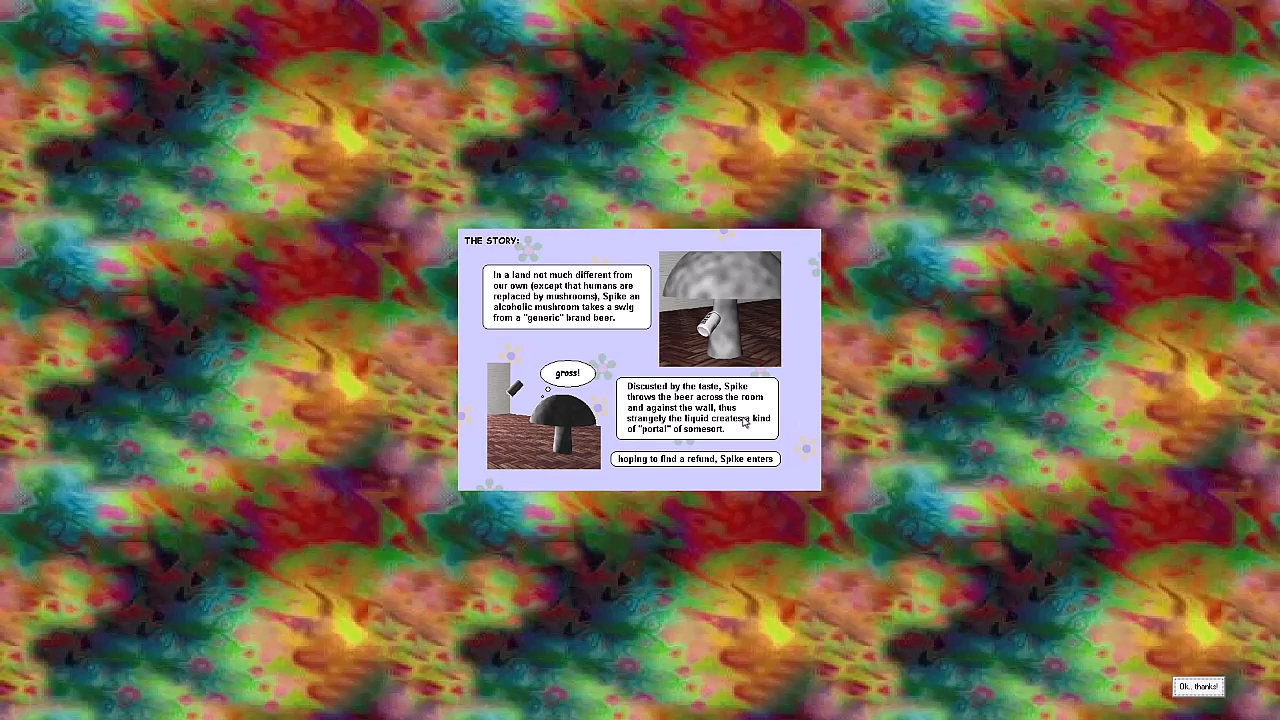 THE STORY:
In a land not much different from
our own (except that humans are
replaced by mushrooms), Spike an
alcoholic mushroom takes a swig
from a "generic" brand beer.
gross!
Discusted by the taste, Spike
throws the beer across the room
and against the wall, thus
strangely the liquid creates a kind
of "portal" of somesort.
hoping to find a refund, Spike enters
Ok, thanks!